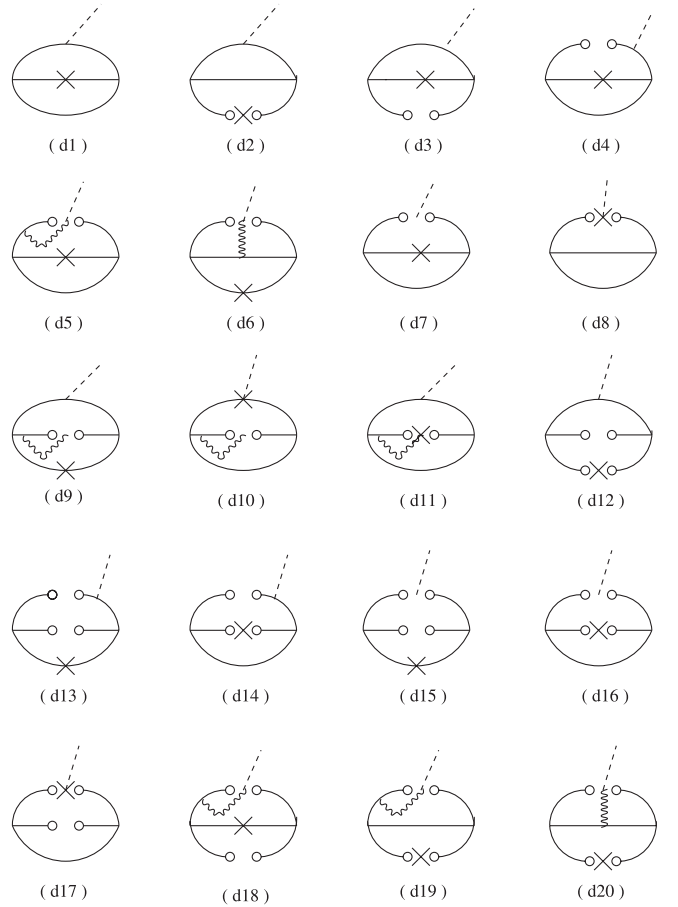 ( d1 ) ( d2 ) ( d3 ) ( d4 )
( d5 ) ( d6 ) ( d7 ) ( d8 )
( d9 ) ( d10 ) ( d11 ) ( d12 )
( d13 ) ( d14 ) ( d15 ) ( d16 )
( d17 ) ( d18 ) ( d19 ) ( d20 )